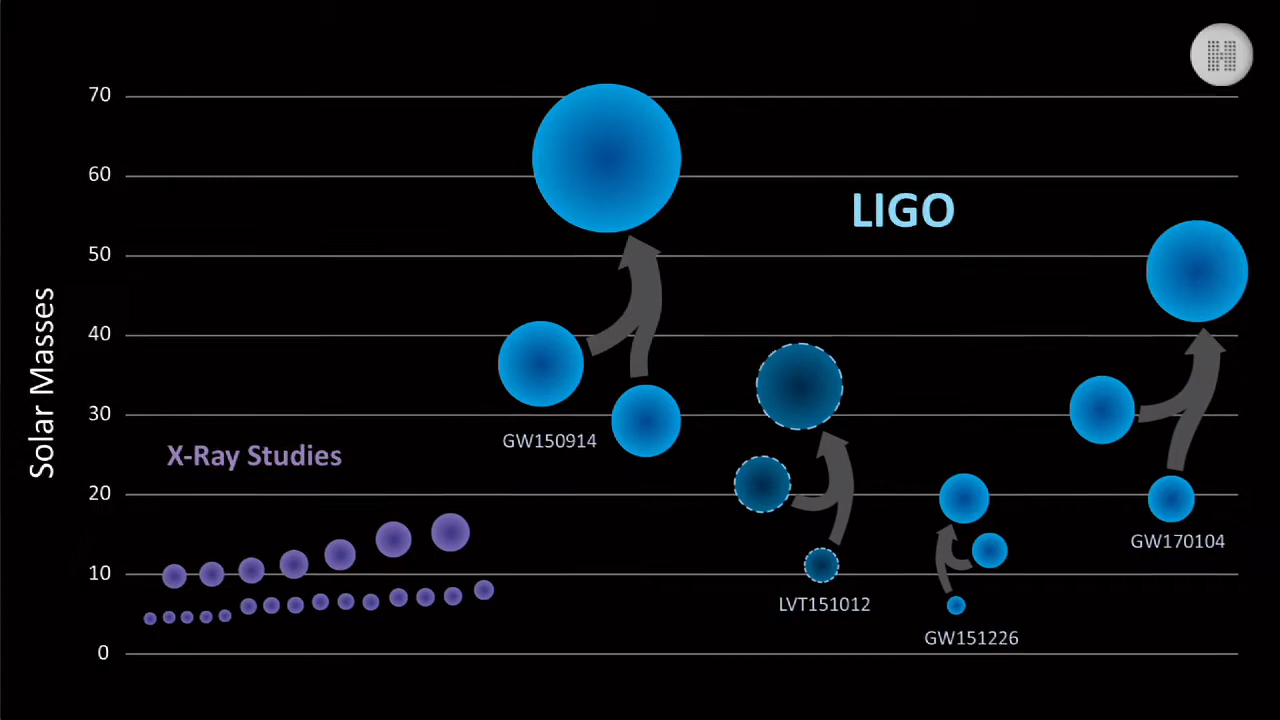 70
60
LIGO
50
40
Solar Masses
30
GW150914
X-Ray Studies
20
GW170104
10
LVT151012
GW151226
0
H